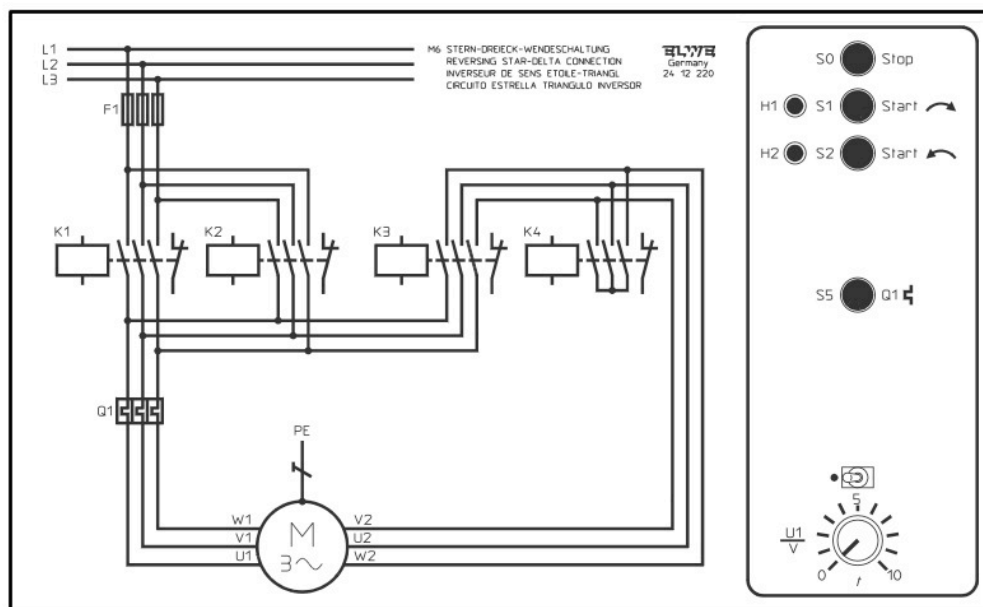 L1
L2
L3
F1
M6 STERN-DREIECK-WENDESCHALTUNG
REVERSING STAR-DELTA CONNECTION
INVERSEUR DE SENS ETOILE-TRIANGL
CIRCUITO ESTRELLA TRIANGULO INVERSOR
ELWE
Germany
24 12 220
K1
K2
K3
K4
Q1
PE
W1
V1
U1
M
3~
V2
U2
W2
S0 Stop
H1 S1 Start
H2 S2 Start
S5 Q1
U1
V
5
0 t 10